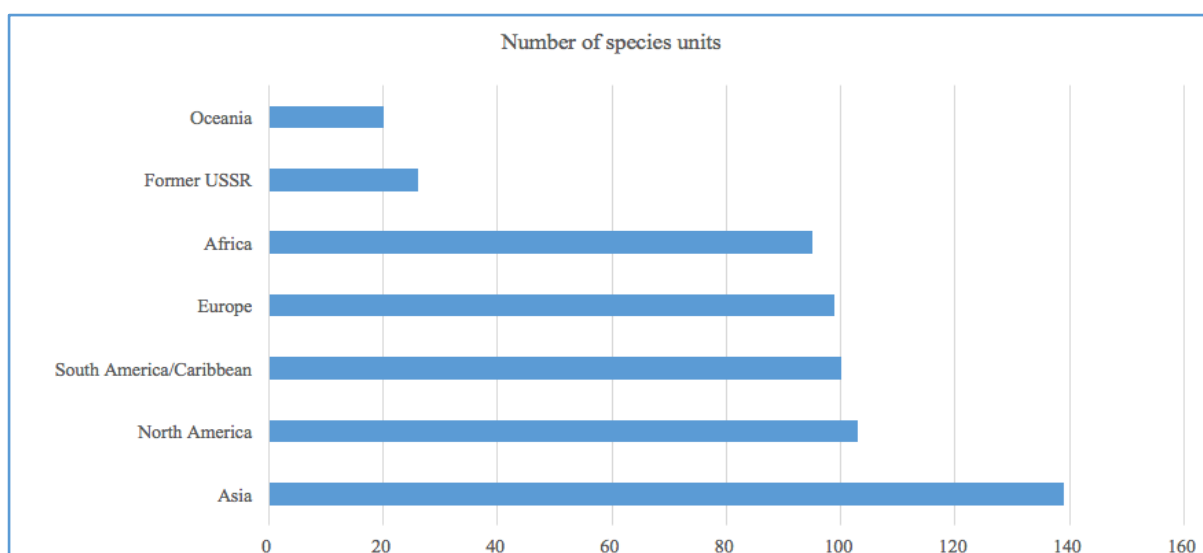 Number of species units
Oceania
Former USSR
Africa
Europe
South America/Caribbean
North America
Asia
0 20 40 60 80 100 120 140 160